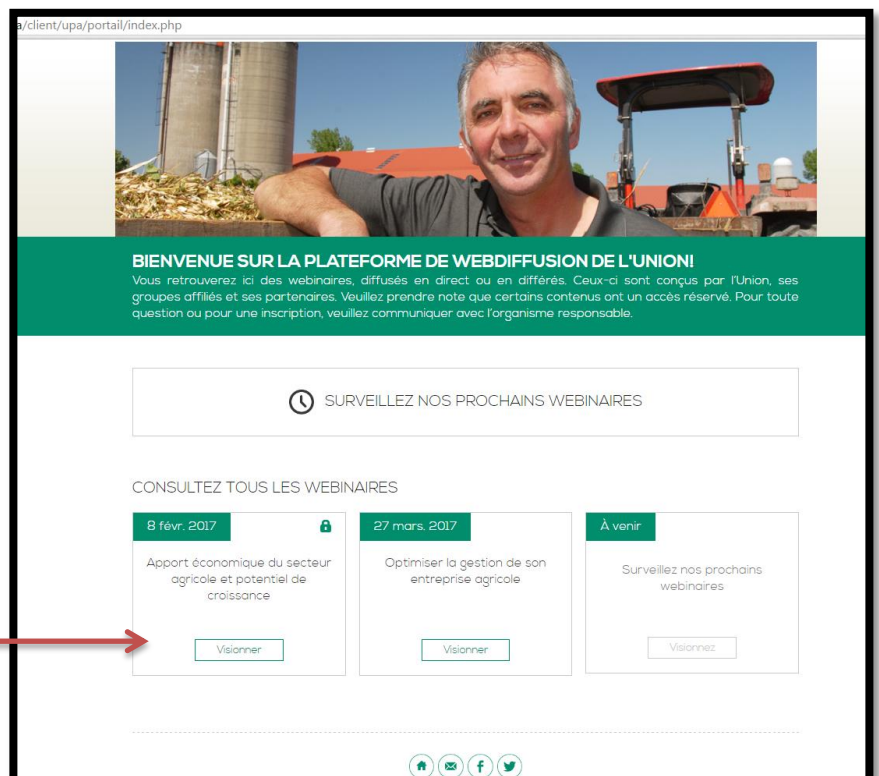 a/client/upa/portail/index.php
BIENVENUE SUR LA PLATEFORME DE WEBDIFFUSION DE L'UNION!
Vous retrouverez ici des webinaires, diffusés en direct ou en différés. Ceux-ci sont conçus par l'Union, ses
groupes affiliés et ses partenaires. Veuillez prendre note que certains contenus ont un accès réservé. Pour toute
question ou pour une inscription, veuillez communiquer avec l'organisme responsable.
SURVEILLEZ NOS PROCHAINS WEBINAIRES
CONSULTEZ TOUS LES WEBINAIRES
8 févr. 2017
Apport économique du secteur
agricole et potentiel de
croissance
Visionner
27 mars. 2017
Optimiser la gestion de son
entreprise agricole
Visionner
À venir
Surveillez nos prochains
webinaires
Visionnez